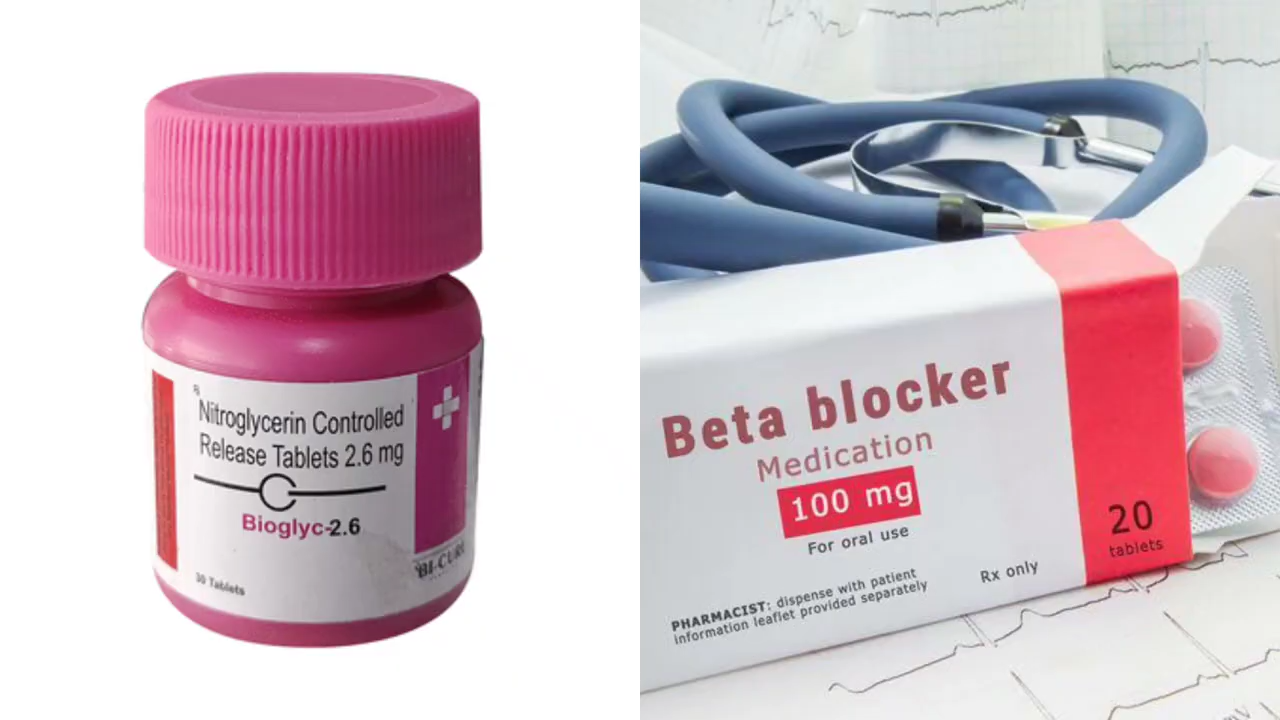 Nitroglycerin Controlled
Release Tablets 2.6 mg
Bioglyc-2.6
30 Tablets
Beta blocker
Medication
100 mg
For oral use
PHARMACIST: dispense with patient
information leaflet provided separately
Rx only
20
tablets